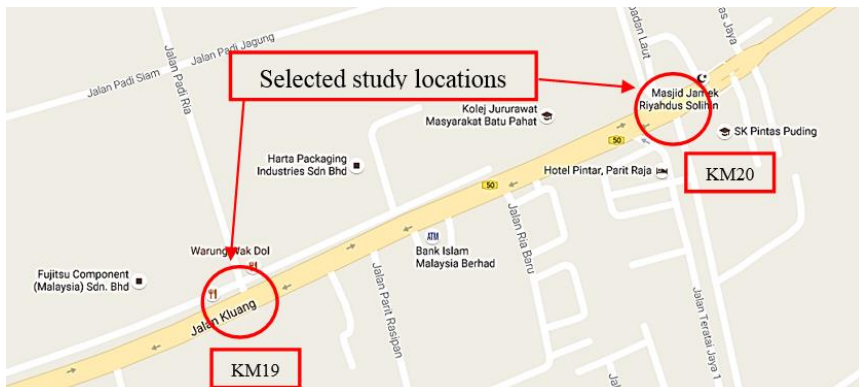 Jalan Padi Jagung
Jalan Padi Siam
Jalan Padi Ria
Selected study locations
Kolej Jururawat
Masyarakat Batu Pahat
Masjid Jamek
Riyahdus Solihin
SK Pintas Puding
50
Harta Packaging
Industries Sdn Bhd
Hotel Pintar, Parit Raja
KM20
50
Jalan Ria Baru
ATM
Bank Islam
Malaysia Berhad
Warung Wak Dol
Fujitsu Component
(Malaysia) Sdn. Bhd
Jalan Kluang
Jalan Parit Rasipan
Jalan Teratai Jaya 1
KM19